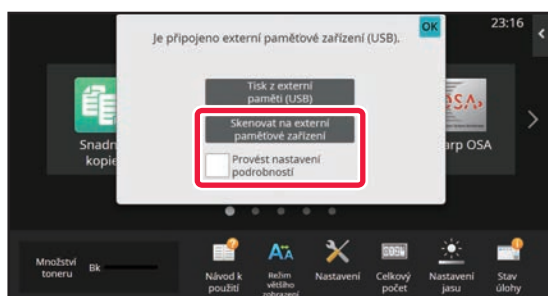 23:16
Je připojeno externí paměťové zařízení (USB).
OK
Tisk z externí
paměti (USB)
Skenovat na externí
paměťové zařízení
Provést nastavení
podrobností
Snadn
kopie
arp OSA
Množství
toneru
Bk
Návod k
použití
Režim
většího
zobrazení
Nastavení
Celkový
počet
Nastavení
jasu
Stav
úlohy